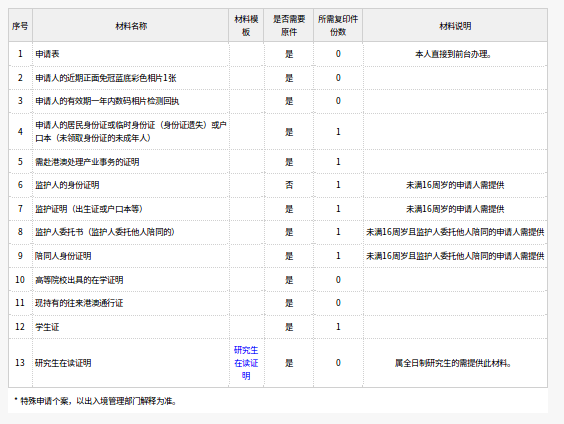 序号 材料名称 材料模板 是否需要原件 所需复印件份数 材料说明
1 申请表 是 0 本人直接到前台办理。
2 申请人的近期正面免冠蓝底彩色相片1张 是 0
3 申请人的有效期一年内数码相片检测回执 是 0
4 申请人的居民身份证或临时身份证（身份证遗失）或户
口本（未领取身份证的未成年人） 是 1
5 需赴港澳处理产业事务的证明 是 1
6 监护人的身份证明 否 1 未满16周岁的申请人需提供
7 监护证明（出生证或户口本等） 是 1 未满16周岁的申请人需提供
8 监护人委托书（监护人委托他人陪同的） 是 1 未满16周岁且监护人委托他人陪同的申请人需提供
9 陪同人身份证明 是 1 未满16周岁且监护人委托他人陪同的申请人需提供
10 高等院校出具的在学证明 是 0
11 现持有的往来港澳通行证 是 0
12 学生证 是 1
13 研究生在读证明 研究生在读证明 是 0 属全日制研究生的需提供此材料。
* 特殊申请个案，以出入境管理部门解释为准。